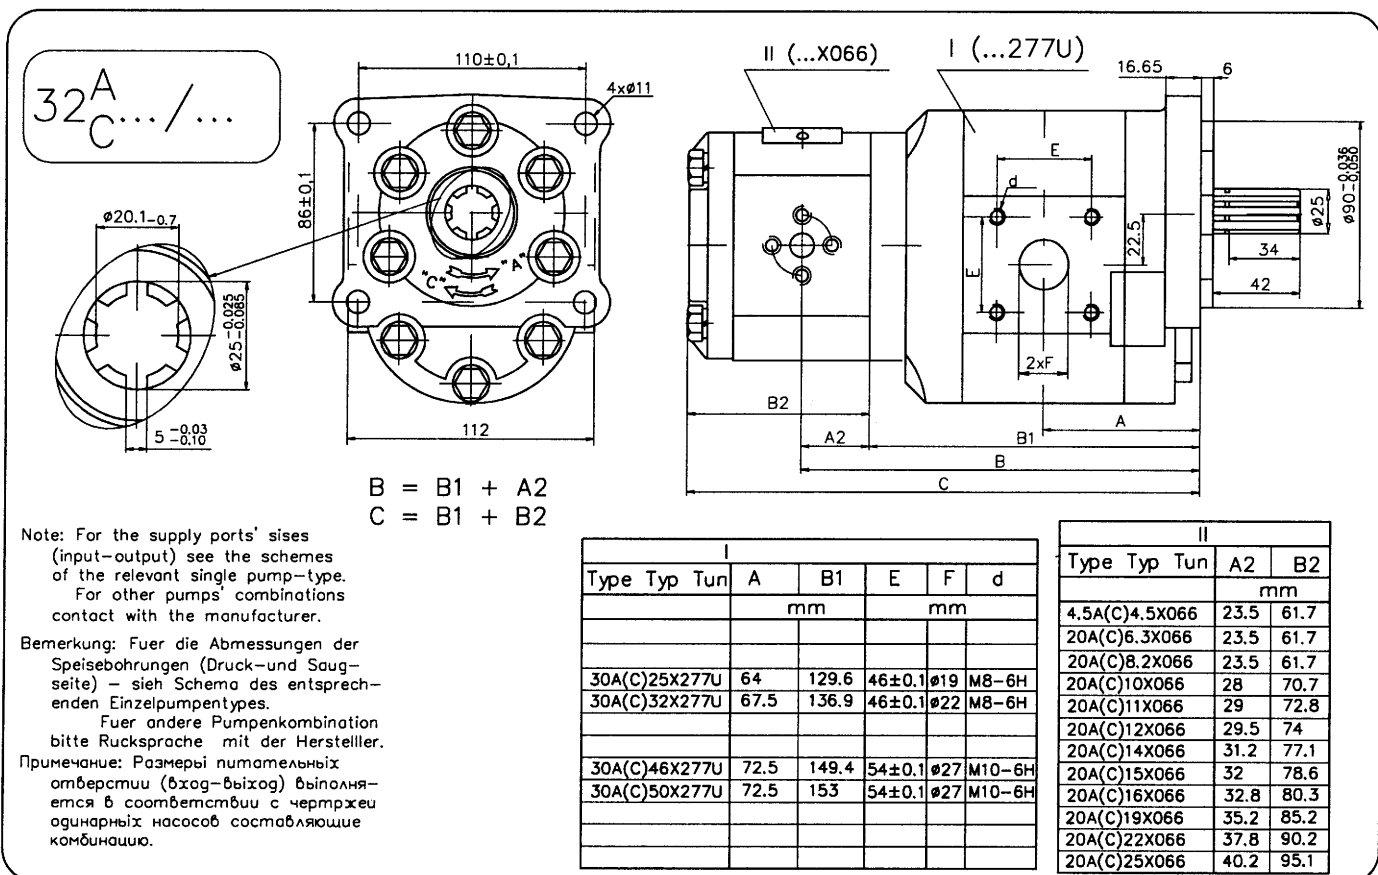 32 A C ... / ...
110±0,1
4xø11
86±0,1
"C" "A"
112
ø20.1-0.7
ø25-0.025 -0.085
5 -0.03 -0.10
II (...X066)
I (...277U)
16.65
6
E
d
E
22.5
2xF
ø25
ø90-0.036 -0.050
34
42
B2
A2
B1
A
B
C
B = B1 + A2
C = B1 + B2
Note: For the supply ports' sises
(input-output) see the schemes
of the relevant single pump-type.
For other pumps' combinations
contact with the manufacturer.
Bemerkung: Fuer die Abmessungen der
Speisebohrungen (Druck-und Saug-
seite) - sieh Schema des entsprech-
enden Einzelpumpentypes.
Fuer andere Pumpenkombination
bitte Rucksprache mit der Herstelller.
Примечание: Размерьı питательньıх
отверстии (вход-вьıход) вьıполня-
ется в соответствии с чертржеи
одинарньıх насосов составляющие
комбинацию.
I
Type Typ Tun A B1 E F d
mm mm
30A(C)25X277U 64 129.6 46±0.1 ø19 M8-6H
30A(C)32X277U 67.5 136.9 46±0.1 ø22 M8-6H
30A(C)46X277U 72.5 149.4 54±0.1 ø27 M10-6H
30A(C)50X277U 72.5 153 54±0.1 ø27 M10-6H
II
Type Typ Tun A2 B2
mm
4.5A(C)4.5X066 23.5 61.7
20A(C)6.3X066 23.5 61.7
20A(C)8.2X066 23.5 61.7
20A(C)10X066 28 70.7
20A(C)11X066 29 72.8
20A(C)12X066 29.5 74
20A(C)14X066 31.2 77.1
20A(C)15X066 32 78.6
20A(C)16X066 32.8 80.3
20A(C)19X066 35.2 85.2
20A(C)22X066 37.8 90.2
20A(C)25X066 40.2 95.1